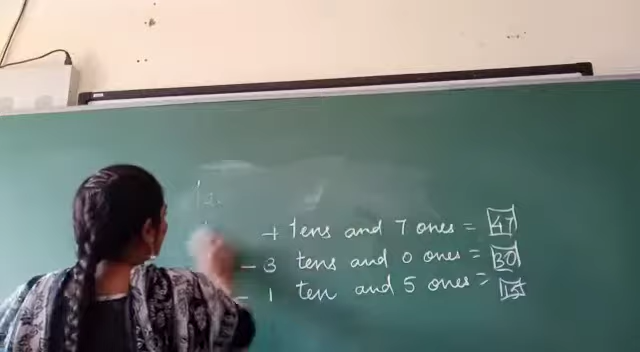 4 tens and 7 ones = 47
- 3 tens and 0 ones = 30
- 1 ten and 5 ones = 15